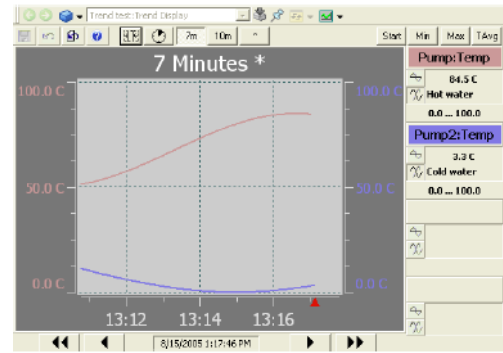 Trend test:Trend Display
2m 10m ^ Start Min Max TAvg
7 Minutes *
100.0 C
50.0 C
0.0 C
100.0 C
50.0 C
0.0 C
13:12 13:14 13:16
8/15/2005 1:17:46 PM
Pump:Temp
84.5 C
Hot water
0.0 ... 100.0
Pump2:Temp
3.3 C
Cold water
0.0 ... 100.0